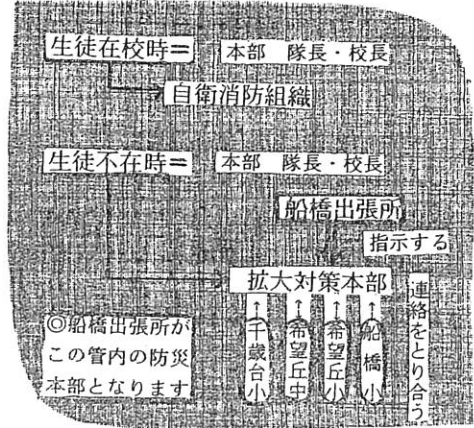 生徒在校時＝ 本部 隊長・校長
自衛消防組織
生徒不在時＝ 本部 隊長・校長
船橋出張所
指示する
拡大対策本部
千歳台小
希望丘中
希望丘小
船橋小
連絡をとり合う
◎船橋出張所が
この管内の防災
本部となります